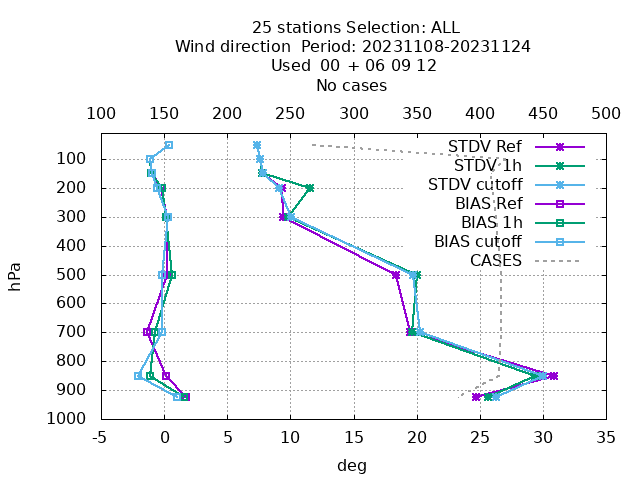 25 stations Selection: ALL
Wind direction  Period: 20231108-20231124
Used  00 + 06 09 12
No cases
100 150 200 250 300 350 400 450 500
STDV Ref
STDV 1h
STDV cutoff
BIAS Ref
BIAS 1h
BIAS cutoff
CASES
100
200
300
400
500
600
700
800
900
1000
hPa
-5 0 5 10 15 20 25 30 35
deg